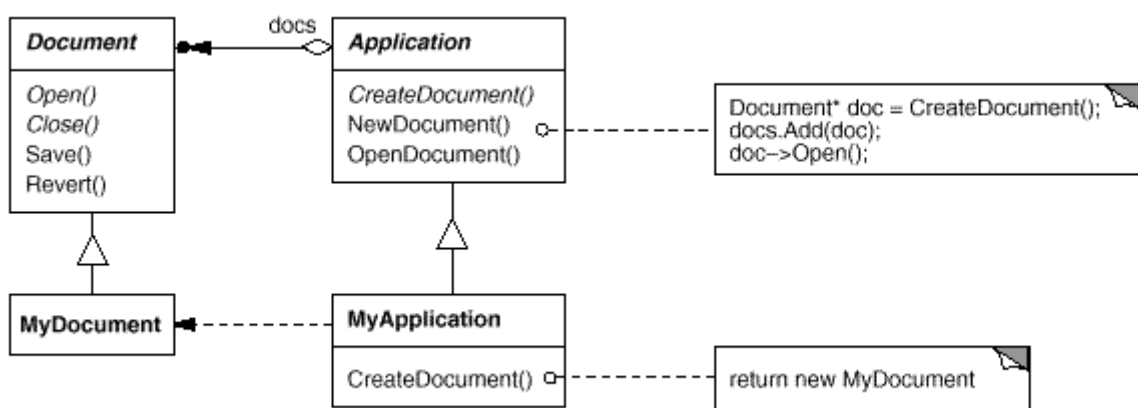 docs
Document
Open()
Close()
Save()
Revert()
Application
CreateDocument()
NewDocument()
OpenDocument()
Document* doc = CreateDocument();
docs.Add(doc);
doc->Open();
MyDocument
MyApplication
CreateDocument()
return new MyDocument